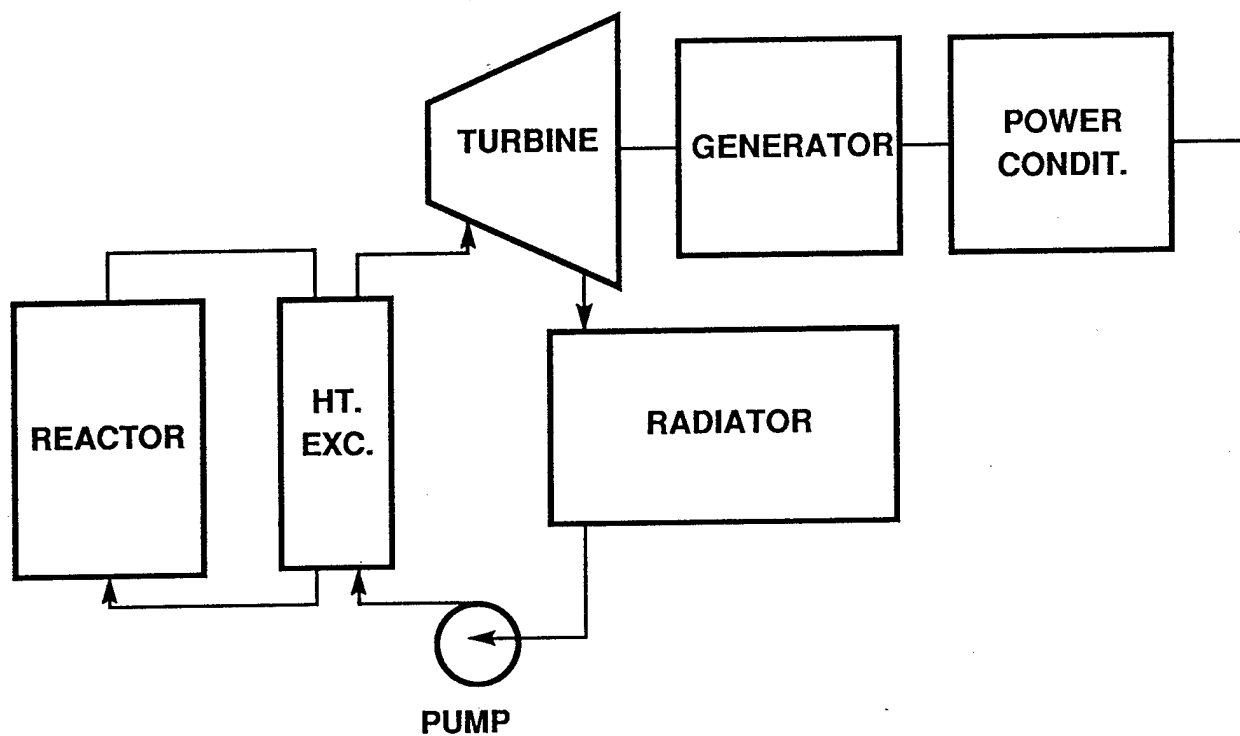 TURBINE
GENERATOR
POWER
CONDIT.
REACTOR
HT.
EXC.
RADIATOR
PUMP